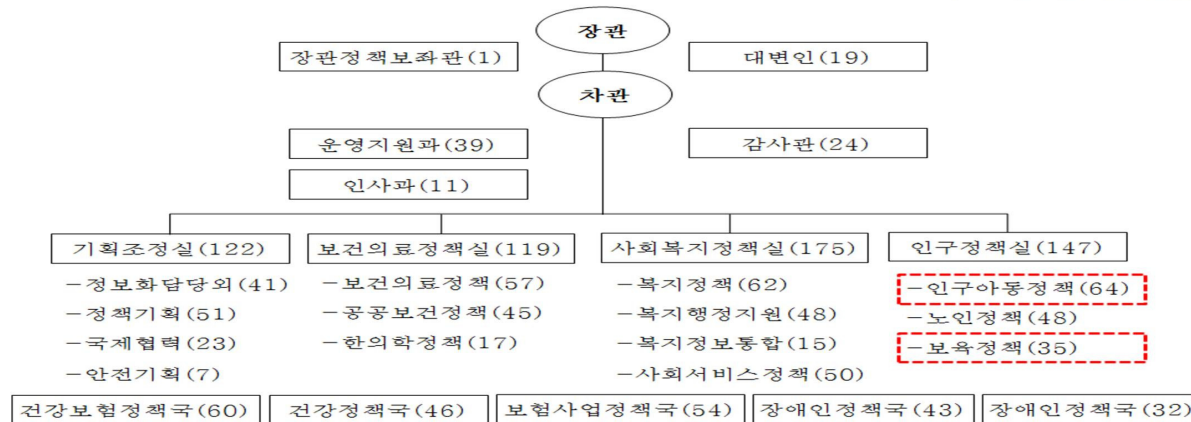 장관
장관정책보좌관(1)
대변인(19)
차관
운영지원과(39)
감사관(24)
인사과(11)
기획조정실(122)
보건의료정책실(119)
사회복지정책실(175)
인구정책실(147)
-정보화담당외(41)
-보건의료정책(57)
-복지정책(62)
-인구아동정책(64)
-정책기획(51)
-공공보건정책(45)
-복지행정지원(48)
-노인정책(48)
-국제협력(23)
-한의학정책(17)
-복지정보통합(15)
-보육정책(35)
-안전기획(7)
-사회서비스정책(50)
건강보험정책국(60)
건강정책국(46)
보험사업정책국(54)
장애인정책국(43)
장애인정책국(32)